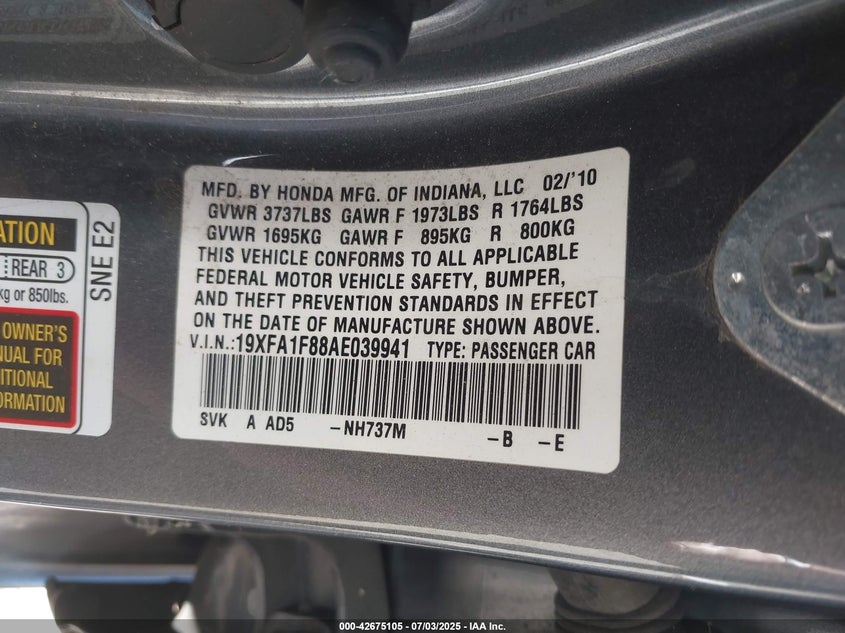 MFD. BY HONDA MFG. OF INDIANA, LLC 02/'10
GVWR 3737LBS GAWR F 1973LBS R 1764LBS
GVWR 1695KG GAWR F 895KG R 800KG
THIS VEHICLE CONFORMS TO ALL APPLICABLE
FEDERAL MOTOR VEHICLE SAFETY, BUMPER,
AND THEFT PREVENTION STANDARDS IN EFFECT
ON THE DATE OF MANUFACTURE SHOWN ABOVE.
V.I.N.:19XFA1F88AE039941 TYPE: PASSENGER CAR
SVK A AD5 -NH737M -B -E
ATION
REAR 3
kg or 850lbs.
OWNER'S
NUAL FOR
ITIONAL
ORMATION
SNE E2
000-42675105 - 07/03/2025 - IAA Inc.